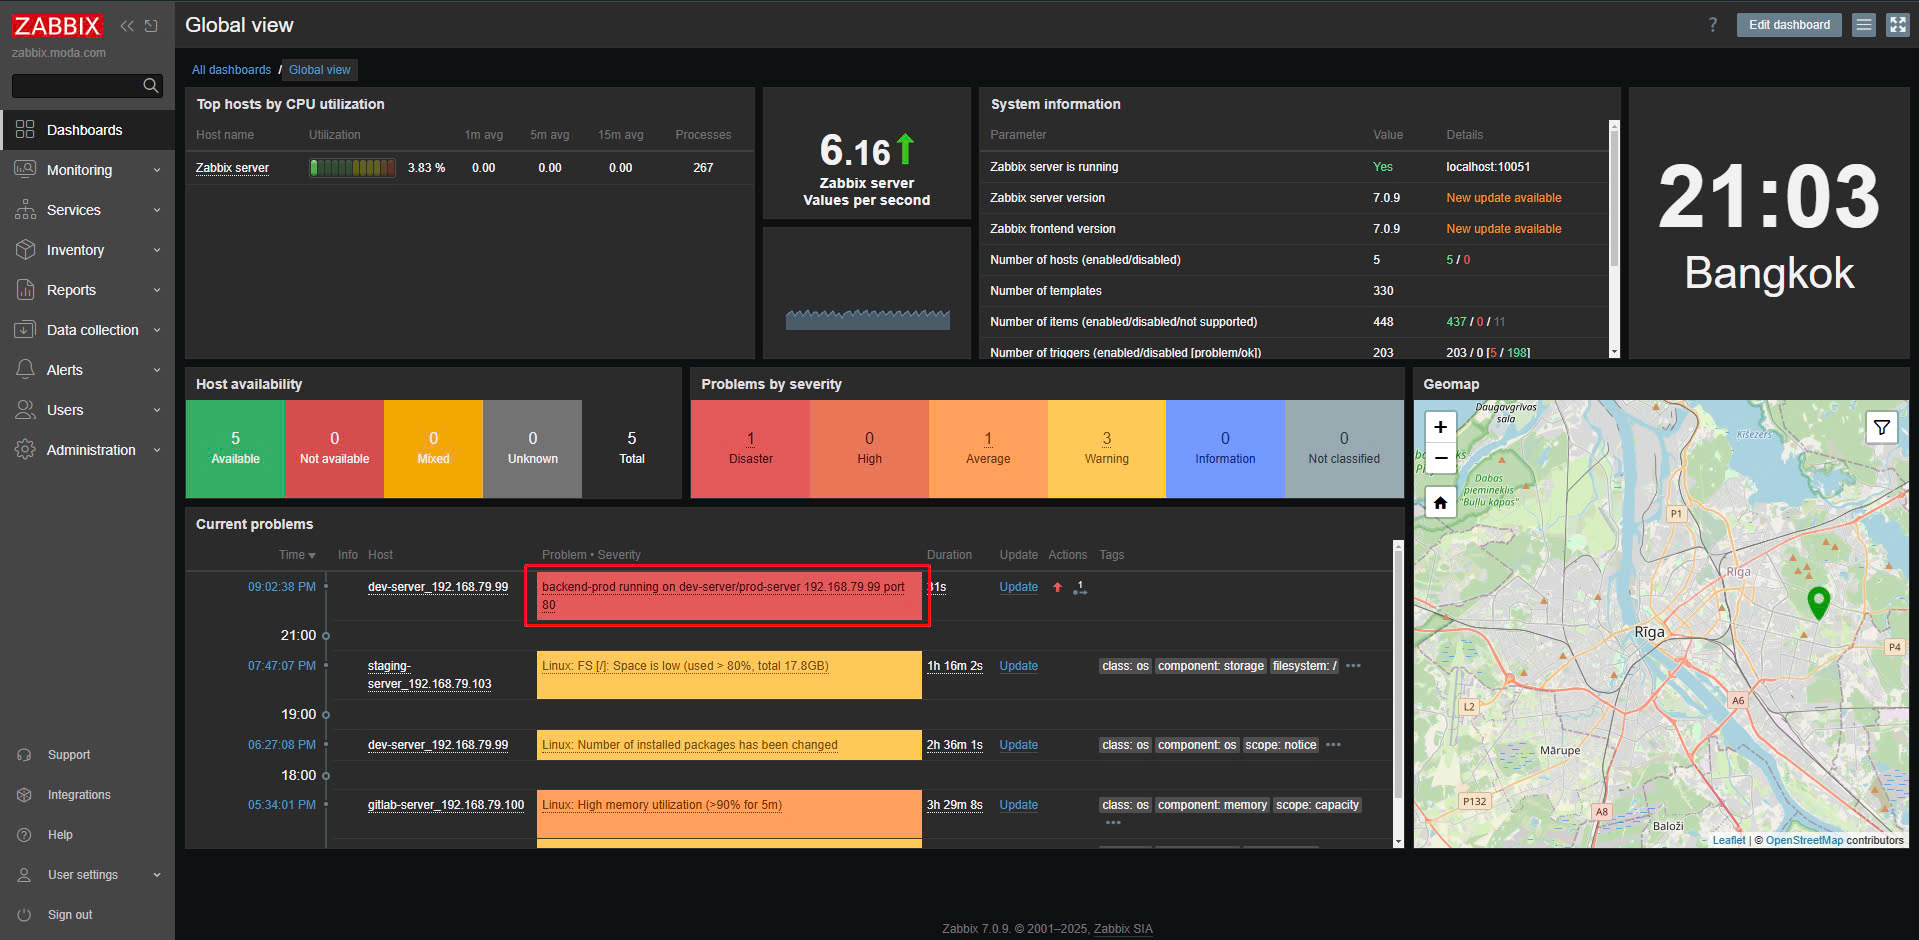 ZABBIX
zabbix.moda.com
Dashboards
Monitoring
Services
Inventory
Reports
Data collection
Alerts
Users
Administration
Support
Integrations
Help
User settings
Sign out
Global view
? Edit dashboard
All dashboards / Global view
Top hosts by CPU utilization
Host name Utilization 1m avg 5m avg 15m avg Processes
Zabbix server 3.83 % 0.00 0.00 0.00 267
6.16
Zabbix server
Values per second
System information
Parameter Value Details
Zabbix server is running Yes localhost:10051
Zabbix server version 7.0.9 New update available
Zabbix frontend version 7.0.9 New update available
Number of hosts (enabled/disabled) 5 5 / 0
Number of templates 330
Number of items (enabled/disabled/not supported) 448 437 / 0 / 11
Number of triggers (enabled/disabled [problem/ok]) 203 203 / 0 [5 / 198]
21:03
Bangkok
Host availability
5 0 0 0 5
Available Not available Mixed Unknown Total
Problems by severity
1 0 1 3 0 0
Disaster High Average Warning Information Not classified
Current problems
Time Info Host Problem • Severity Duration Update Actions Tags
09:02:38 PM dev-server_192.168.79.99 backend-prod running on dev-server/prod-server 192.168.79.99 port 31s Update 1
80
21:00
07:47:07 PM staging- Linux: FS [/]: Space is low (used > 80%, total 17.8GB) 1h 16m 2s Update class: os component: storage filesystem: /
server_192.168.79.103
19:00
06:27:08 PM dev-server_192.168.79.99 Linux: Number of installed packages has been changed 2h 36m 1s Update class: os component: os scope: notice
18:00
05:34:01 PM gitlab-server_192.168.79.100 Linux: High memory utilization (>90% for 5m) 3h 29m 8s Update class: os component: memory scope: capacity
Geomap
+
−
Daugavgrīvas
sala
Ķīšezers
Dabas
piemineklis
"Buļļu kāpas"
P1
Rīga
Rīga
P4
A6
L2
Mārupe
P132
A8
Baloži
Leaflet | © OpenStreetMap contributors
Zabbix 7.0.9. © 2001–2025, Zabbix SIA